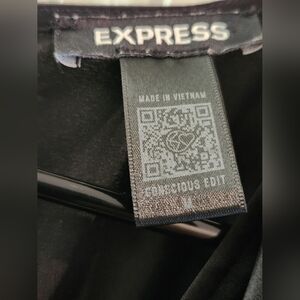 EXPRESS
MADE IN VIETNAM
CONSCIOUS EDIT
M